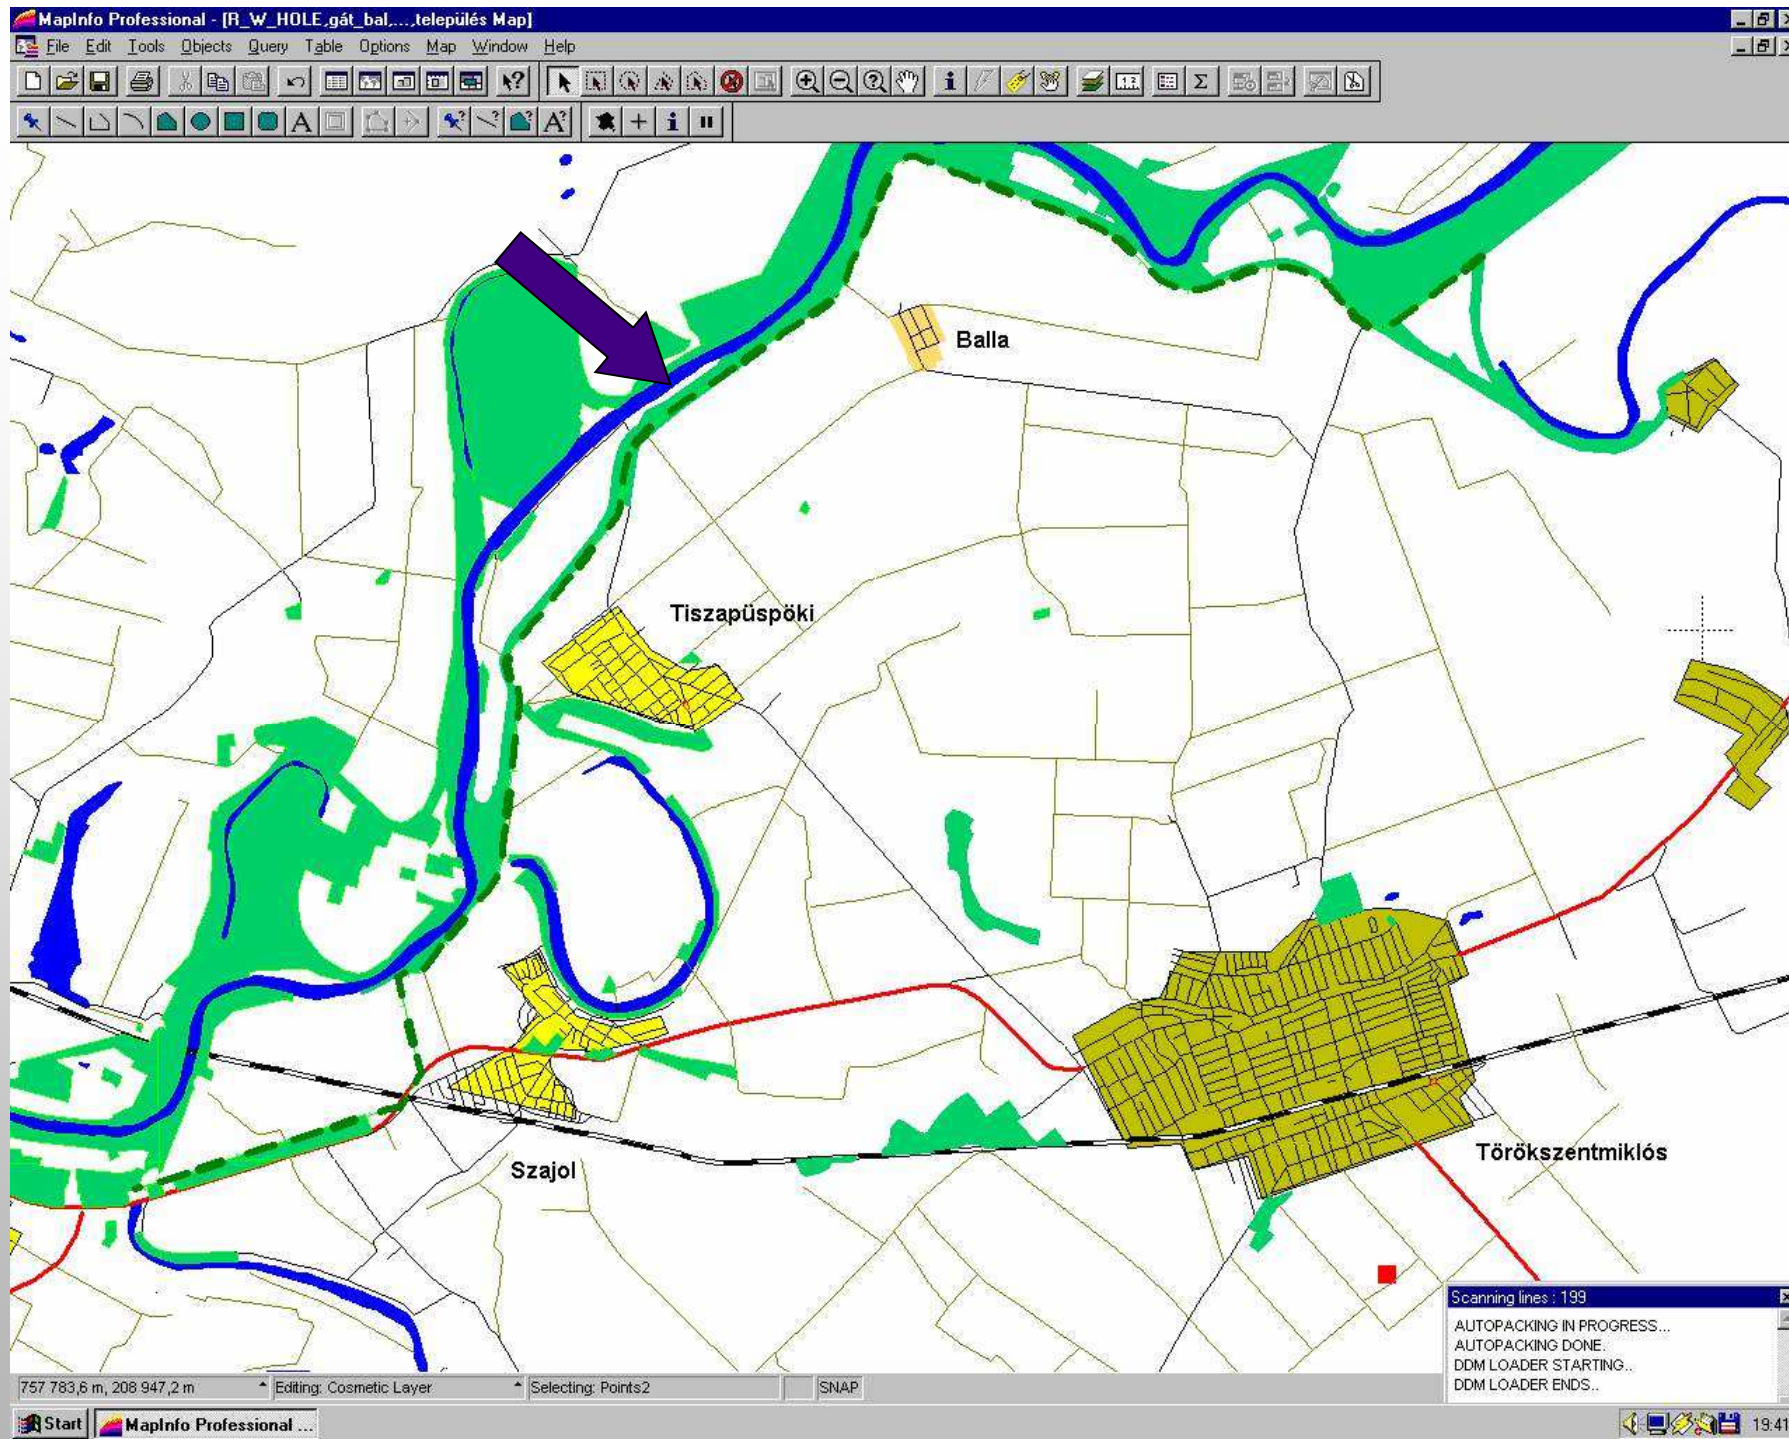 MapInfo Professional - [R_W_HOLE,gát_bal,...,település Map]
File Edit Tools Objects Query Table Options Map Window Help
Balla
Tiszapüspöki
Törökszentmiklós
Szajol
Scanning lines : 199
AUTOPACKING IN PROGRESS...
AUTOPACKING DONE.
DDM LOADER STARTING..
DDM LOADER ENDS..
757 783,6 m, 208 947,2 m Editing: Cosmetic Layer Selecting: Points2 SNAP
Start MapInfo Professional ... 19:41